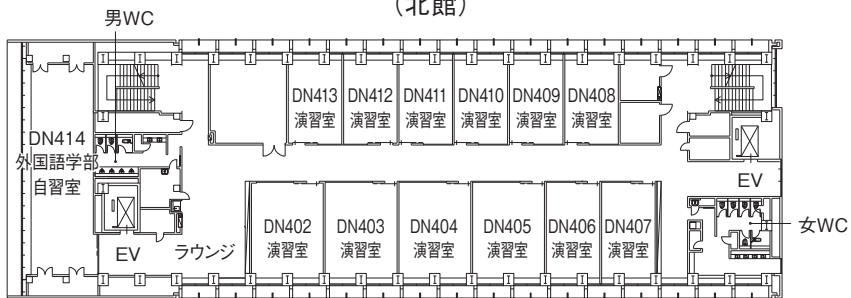 (北館)
男WC
DN413
演習室
DN412
演習室
DN411
演習室
DN410
演習室
DN409
演習室
DN408
演習室
DN414
外国語学部
自習室
EV
DN402
演習室
DN403
演習室
DN404
演習室
DN405
演習室
DN406
演習室
DN407
演習室
女WC
EV
ラウンジ